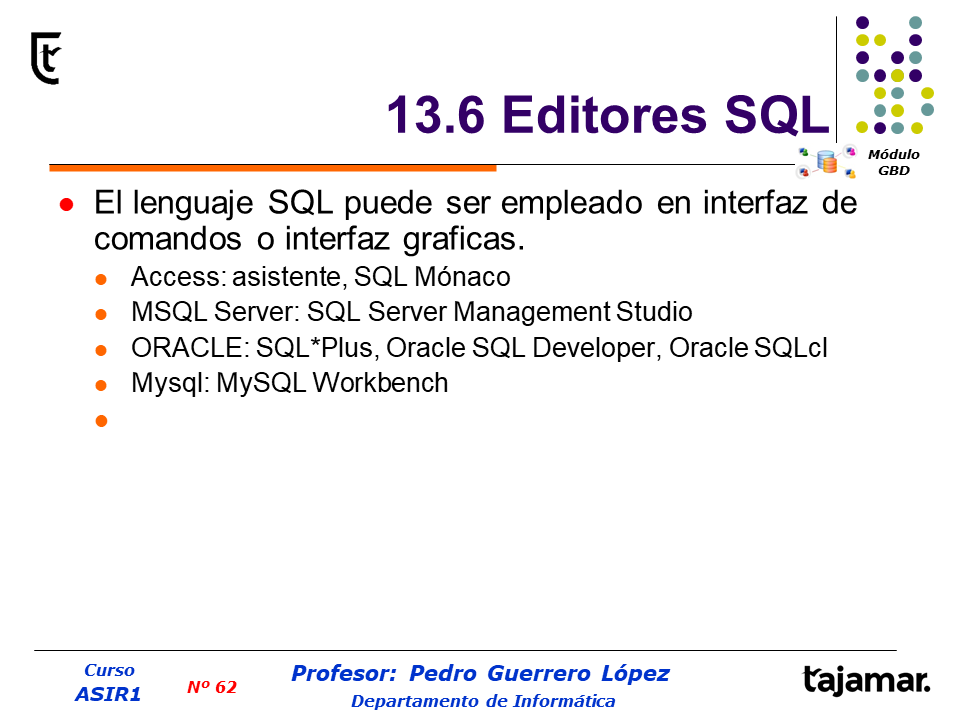 13.6 Editores SQL
Módulo
GBD
El lenguaje SQL puede ser empleado en interfaz de
comandos o interfaz graficas.
Access: asistente, SQL Mónaco
MSQL Server: SQL Server Management Studio
ORACLE: SQL*Plus, Oracle SQL Developer, Oracle SQLcl
Mysql: MySQL Workbench
Curso
ASIR1
Nº 62
Profesor: Pedro Guerrero López
Departamento de Informática
tajamar.